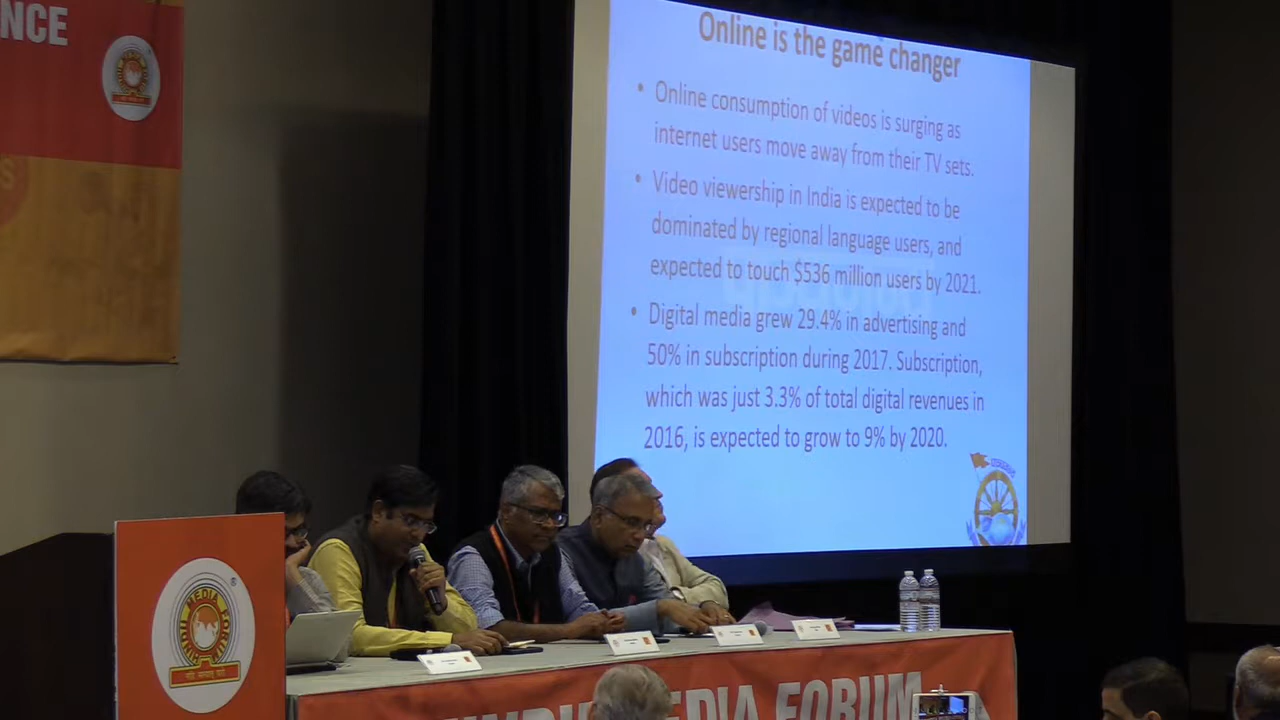 NCE
Online is the game changer
• Online consumption of videos is surging as
internet users move away from their TV sets.
• Video viewership in India is expected to be
dominated by regional language users, and
expected to touch $536 million users by 2021.
• Digital media grew 29.4% in advertising and
50% in subscription during 2017. Subscription,
which was just 3.3% of total digital revenues in
2016, is expected to grow to 9% by 2020.
HINDU MEDIA FORUM
MEDIA FORUM